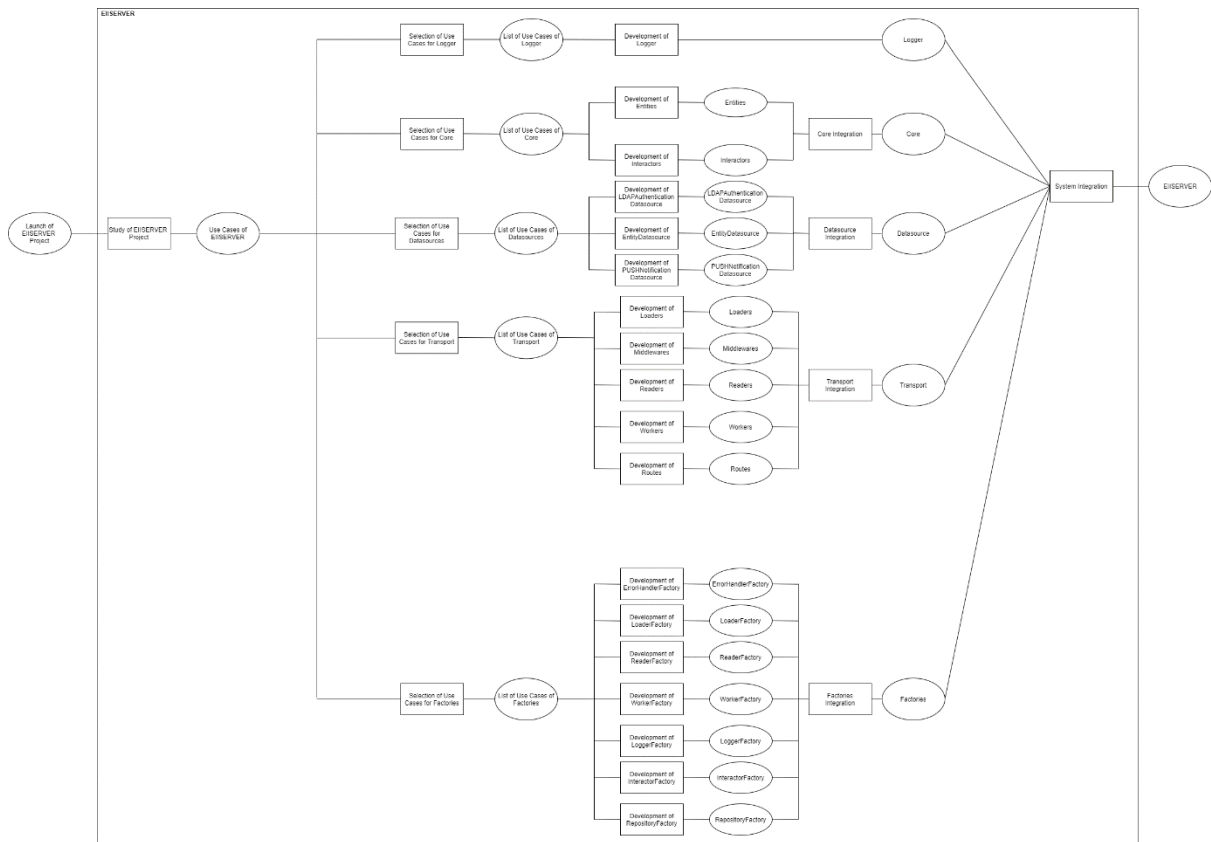 EIISERVER
Selection of Use
Cases for Logger
List of Use Cases of
Logger
Development of
Logger
Logger
Selection of Use
Cases for Core
List of Use Cases of
Core
Development of
Entities
Entities
Development of
Interactors
Interactors
Core Integration
Core
Launch of
EIISERVER
Project
Study of EIISERVER
Project
Use Cases of
EIISERVER
Selection of Use
Cases for
Datasources
List of Use Cases of
Datasources
Development of
LDAPAuthentication
Datasource
LDAPAuthentication
Datasource
Development of
EntityDatasource
EntityDatasource
Development of
PUSHNotification
Datasource
PUSHNotification
Datasource
Datasource
Integration
Datasource
System Integration
EIISERVER
Selection of Use
Cases for Transport
List of Use Cases of
Transport
Development of
Loaders
Loaders
Development of
Middlewares
Middlewares
Development of
Readers
Readers
Development of
Workers
Workers
Development of
Routes
Routes
Transport
Integration
Transport
Selection of Use
Cases for Factories
List of Use Cases of
Factories
Development of
ErrorHandlerFactory
ErrorHandlerFactory
Development of
LoaderFactory
LoaderFactory
Development of
ReaderFactory
ReaderFactory
Development of
WorkerFactory
WorkerFactory
Development of
LoggerFactory
LoggerFactory
Development of
InteractorFactory
InteractorFactory
Development of
RepositoryFactory
RepositoryFactory
Factories
Integration
Factories